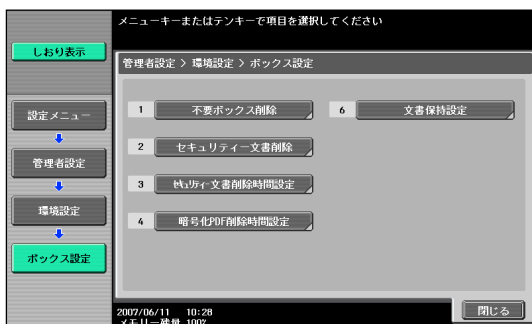 メニューキーまたはテンキーで項目を選択してください
しおり表示
管理者設定 > 環境設定 > ボックス設定
設定メニュー
管理者設定
環境設定
ボックス設定
1 不要ボックス削除
2 セキュリティー文書削除
3 ｾｷｭﾘﾃｨｰ文書削除時間設定
4 暗号化PDF削除時間設定
6 文書保持設定
2007/06/11 10:28
メモリー残量 100%
閉じる